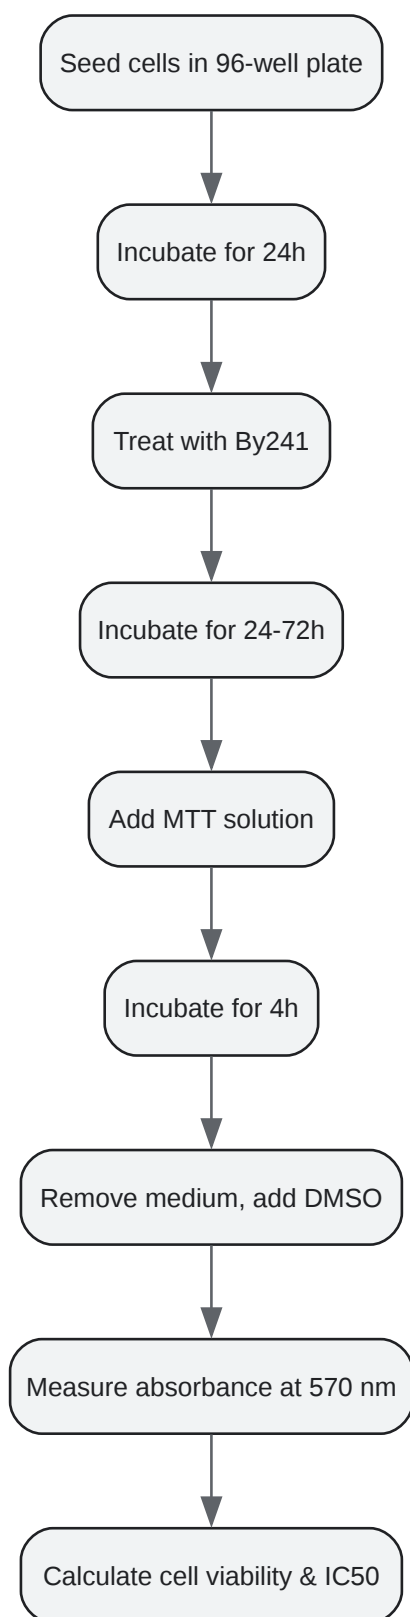 Seed cells in 96-well plate
Incubate for 24h
Treat with By241
Incubate for 24-72h
Add MTT solution
Incubate for 4h
Remove medium, add DMSO
Measure absorbance at 570 nm
Calculate cell viability & IC50